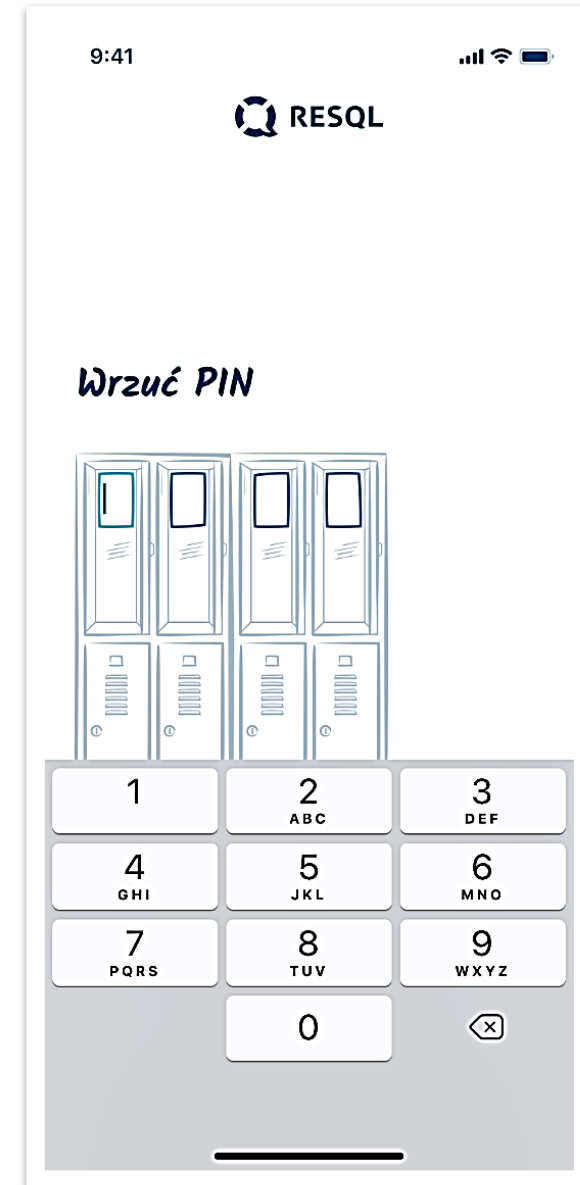 9:41
RESQL
Wrzuć PIN
1 2 3
ABC DEF
4 5 6
GHI JKL MNO
7 8 9
PQRS TUV WXYZ
0